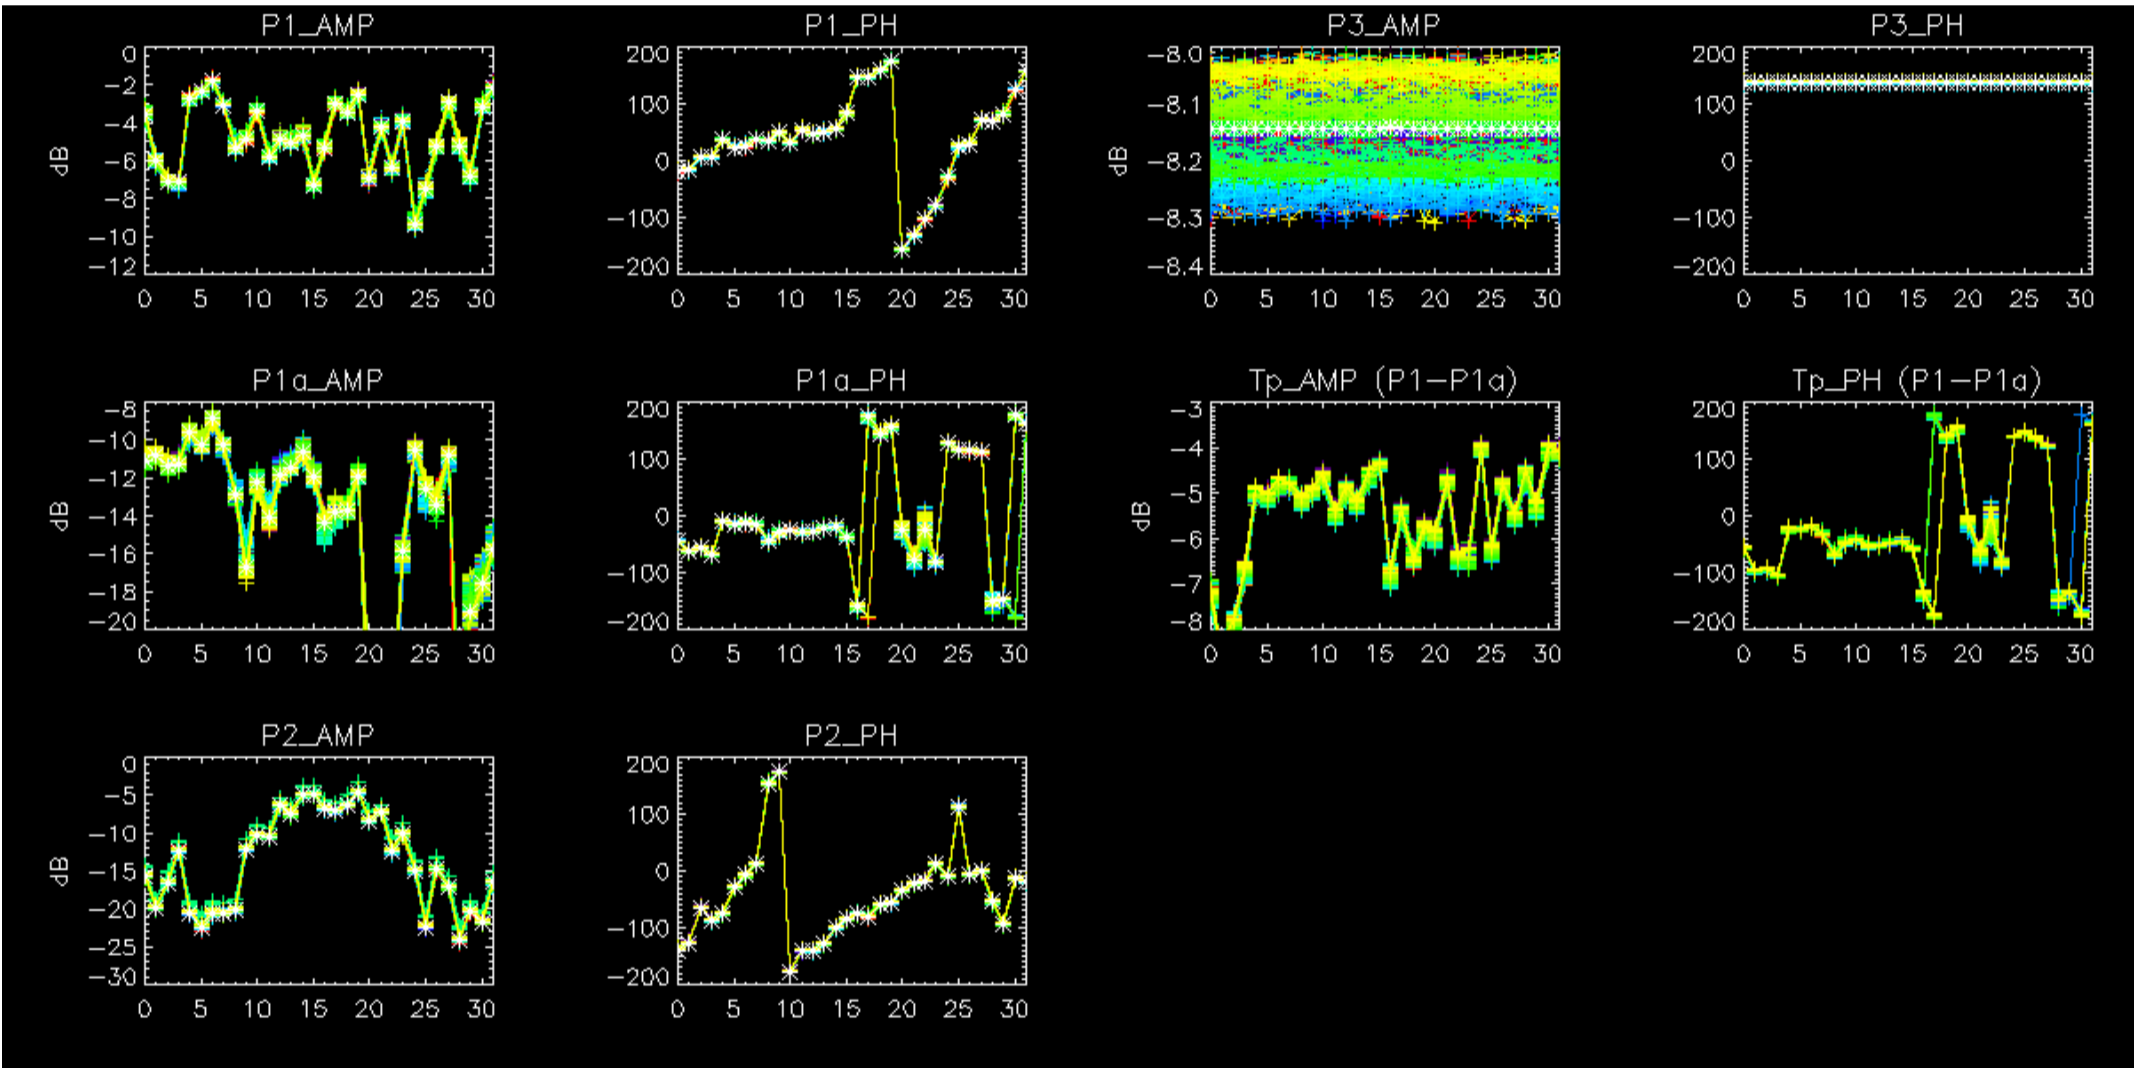 P1_AMP
P1_PH
P3_AMP
P3_PH
0
-2
-4
-6
-8
-10
-12
dB
0 5 10 15 20 25 30
200
100
0
-100
-200
0 5 10 15 20 25 30
-8.0
-8.1
-8.2
-8.3
-8.4
dB
0 5 10 15 20 25 30
200
100
0
-100
-200
0 5 10 15 20 25 30
P1a_AMP
P1a_PH
Tp_AMP (P1-P1a)
Tp_PH (P1-P1a)
-8
-10
-12
-14
-16
-18
-20
dB
0 5 10 15 20 25 30
200
100
0
-100
-200
0 5 10 15 20 25 30
-3
-4
-5
-6
-7
-8
dB
0 5 10 15 20 25 30
200
100
0
-100
-200
0 5 10 15 20 25 30
P2_AMP
P2_PH
0
-5
-10
-15
-20
-25
-30
dB
0 5 10 15 20 25 30
200
100
0
-100
-200
0 5 10 15 20 25 30